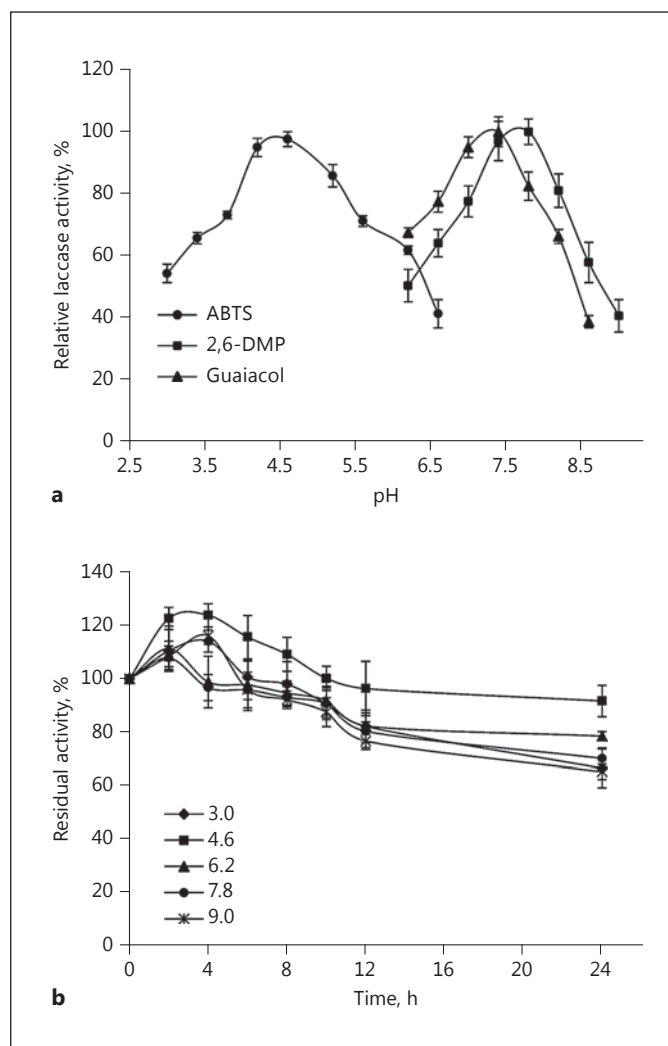 120
100
80
60
40
20
0
Relative laccase activity, %
ABTS
2,6-DMP
Guaiacol
2.5 3.5 4.5 5.5 6.5 7.5 8.5
a pH
140
120
100
80
60
40
20
0
Residual activity, %
3.0
4.6
6.2
7.8
9.0
0 4 8 12 16 20 24
b Time, h